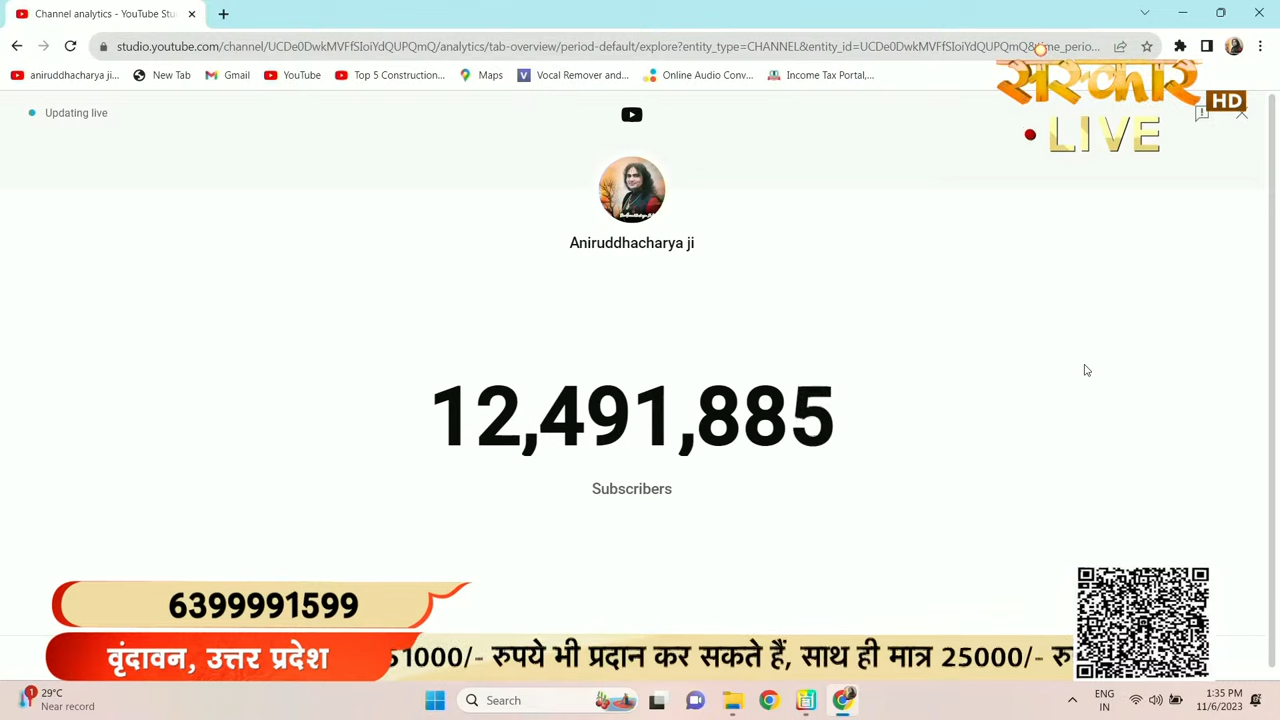 Channel analytics - YouTube Stu
studio.youtube.com/channel/UCDe0DwkMVFfSIoiYdQUPQmQ/analytics/tab-overview/period-default/explore?entity_type=CHANNEL&entity_id=UCDe0DwkMVFfSIoiYdQUPQmQ&time_perio...
aniruddhacharya ji... New Tab Gmail YouTube Top 5 Construction... Maps Vocal Remover and... Online Audio Conv... Income Tax Portal,...
संस्कार
HD
Updating live
LIVE
Aniruddhacharya ji
12,491,885
Subscribers
6399991599
वृंदावन, उत्तर प्रदेश
51000/- रुपये भी प्रदान कर सकते हैं, साथ ही मात्र 25000/- रु
1
29°C
Near record
Search
ENG
IN
1:35 PM
11/6/2023